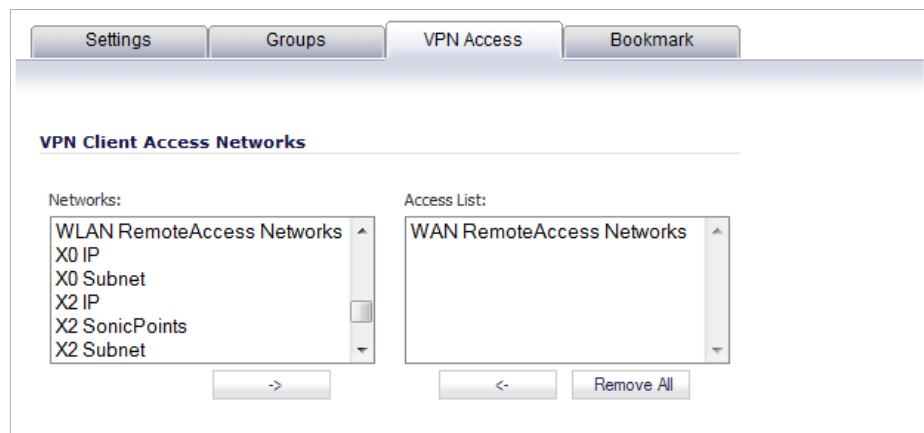 Settings Groups VPN Access Bookmark
VPN Client Access Networks
Networks:
WLAN RemoteAccess Networks
X0 IP
X0 Subnet
X2 IP
X2 SonicPoints
X2 Subnet
->
Access List:
WAN RemoteAccess Networks
<- Remove All